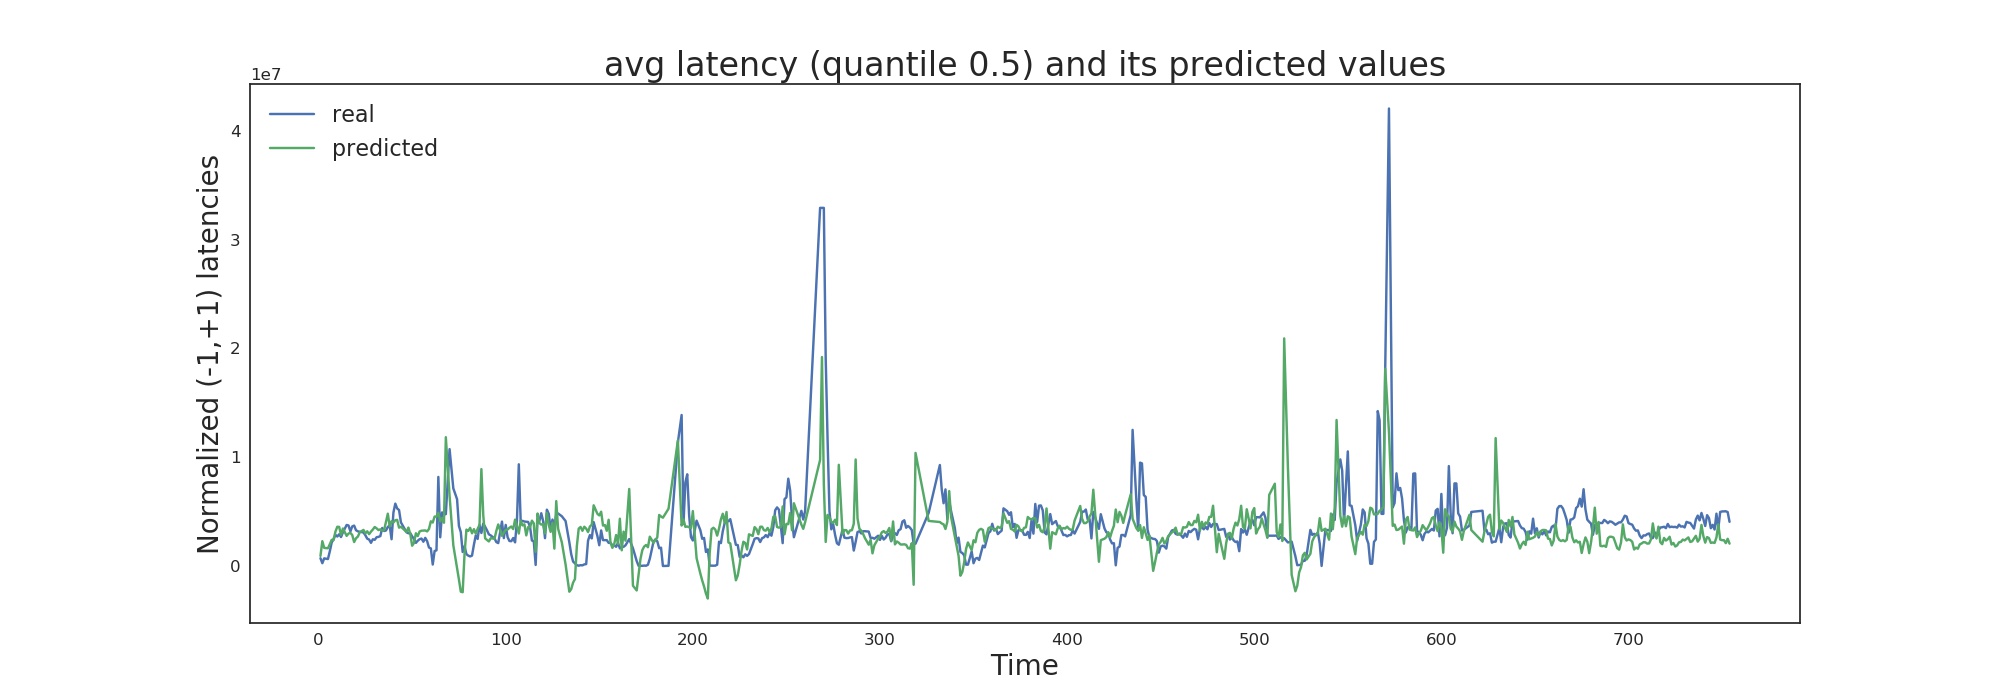 avg latency (quantile 0.5) and its predicted values
1e7
real
predicted
4
3
2
1
0
Normalized (-1,+1) latencies
0 100 200 300 400 500 600 700
Time